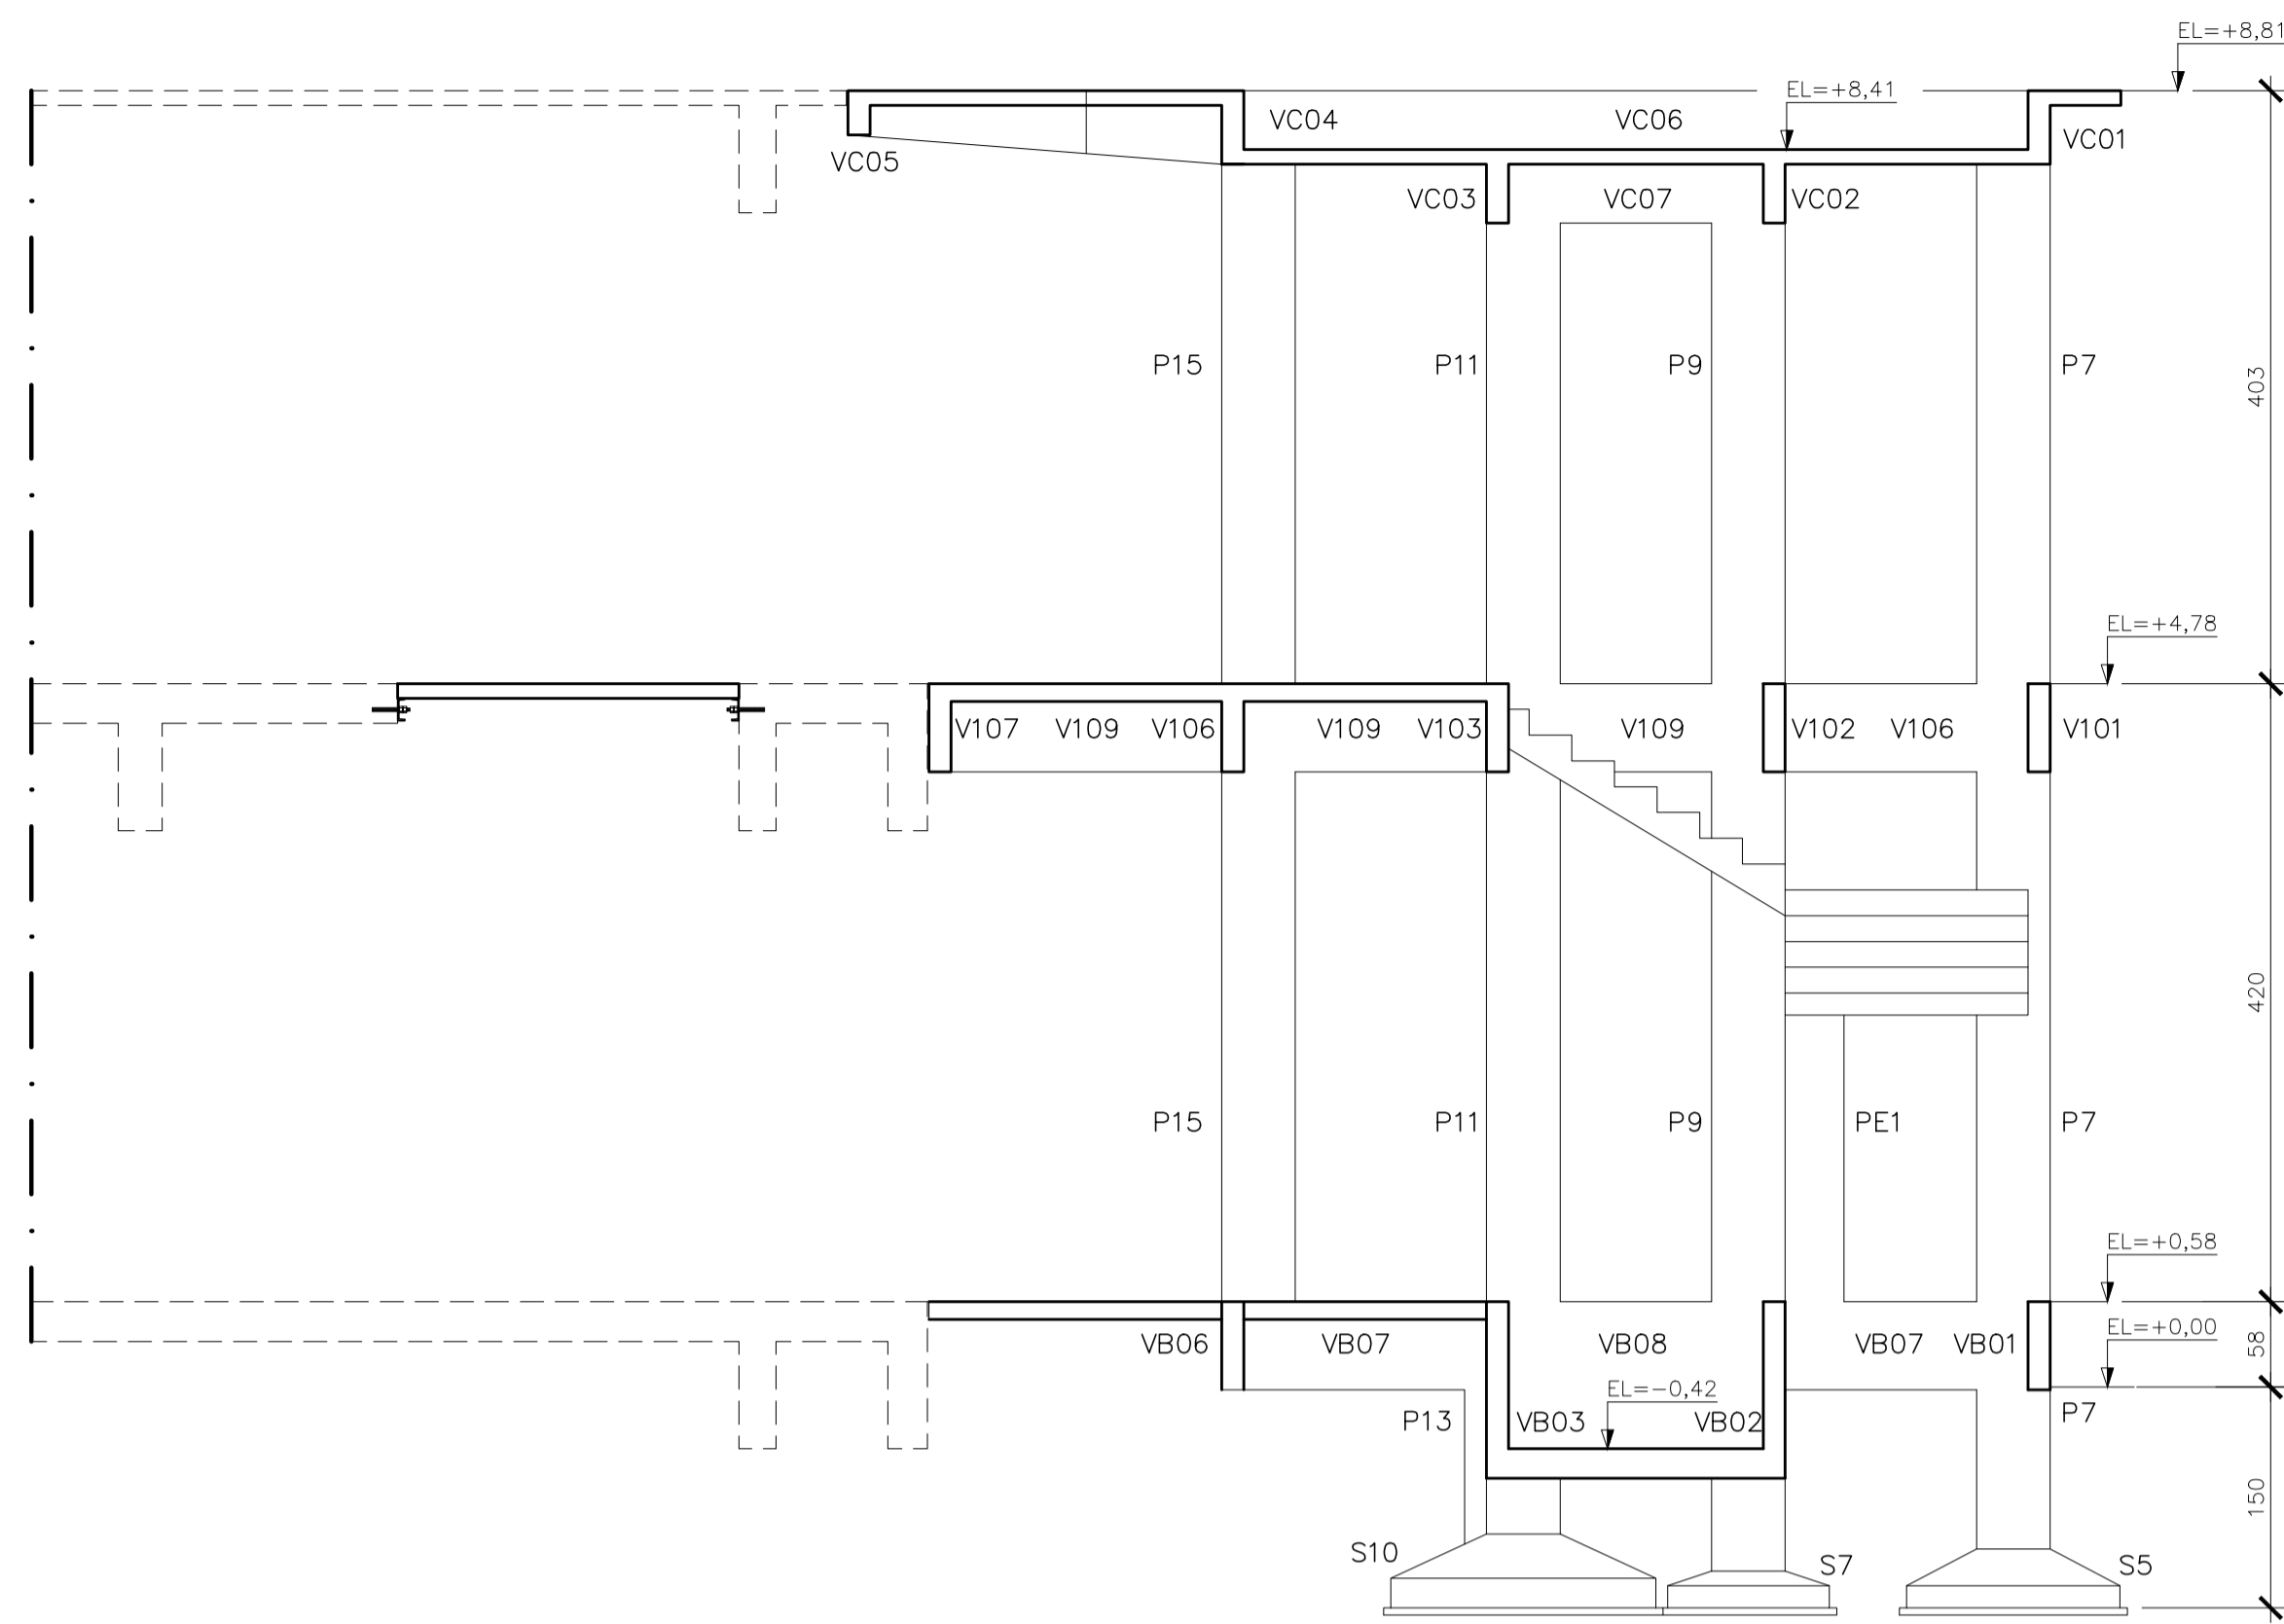 EL=+8,81
EL=+8,41
VC04
VC06
VC01
VC05
VC03
VC07
VC02
P15
P11
P9
P7
403
EL=+4,78
V107
V109
V106
V109
V103
V109
V102
V106
V101
420
P15
P11
P9
PE1
P7
EL=+0,58
EL=+0,00
VB06
VB07
VB08
VB07
VB01
58
EL=-0,42
P13
VB03
VB02
P7
150
S10
S7
S5